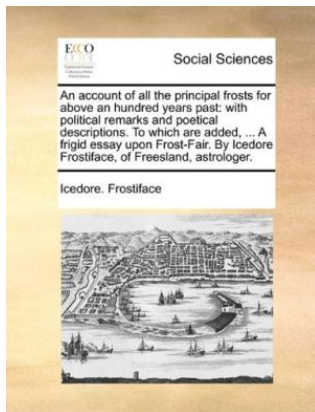 ECCO
Social Sciences
An account of all the principal frosts for
above an hundred years past: with
political remarks and poetical
descriptions. To which are added, ... A
frigid essay upon Frost-Fair. By Icedore
Frostiface, of Freesland, astrologer.
Icedore. Frostiface